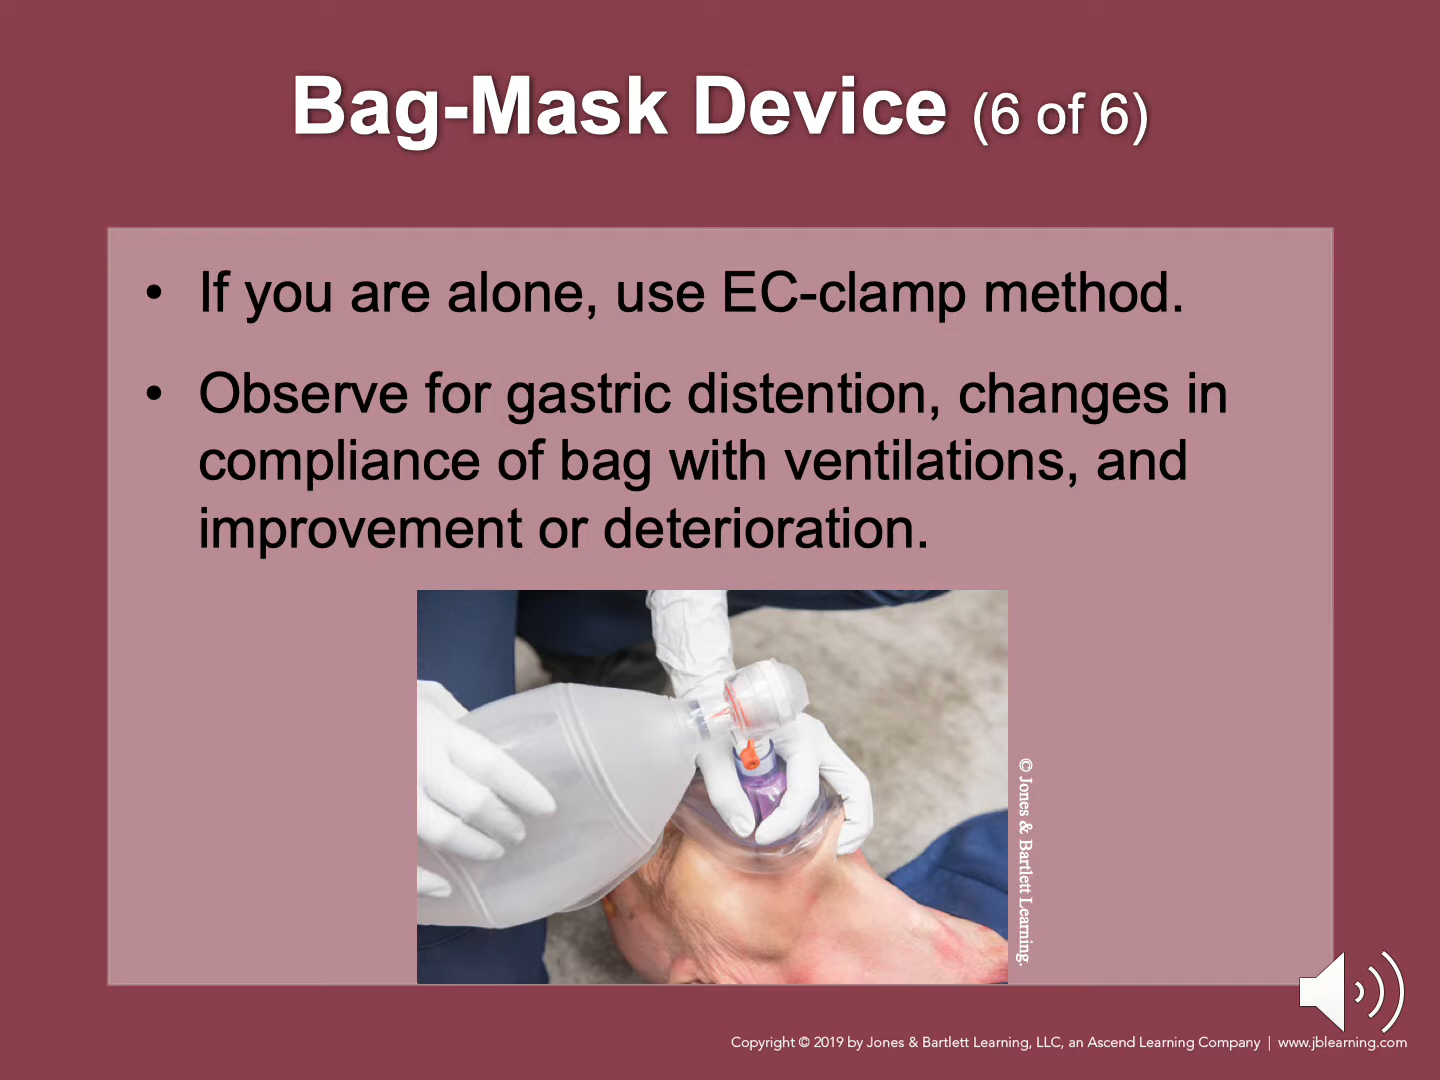 Bag-Mask Device (6 of 6)
• If you are alone, use EC-clamp method.
• Observe for gastric distention, changes in
compliance of bag with ventilations, and
improvement or deterioration.
© Jones & Bartlett Learning.
Copyright © 2019 by Jones & Bartlett Learning, LLC, an Ascend Learning Company | www.jblearning.com